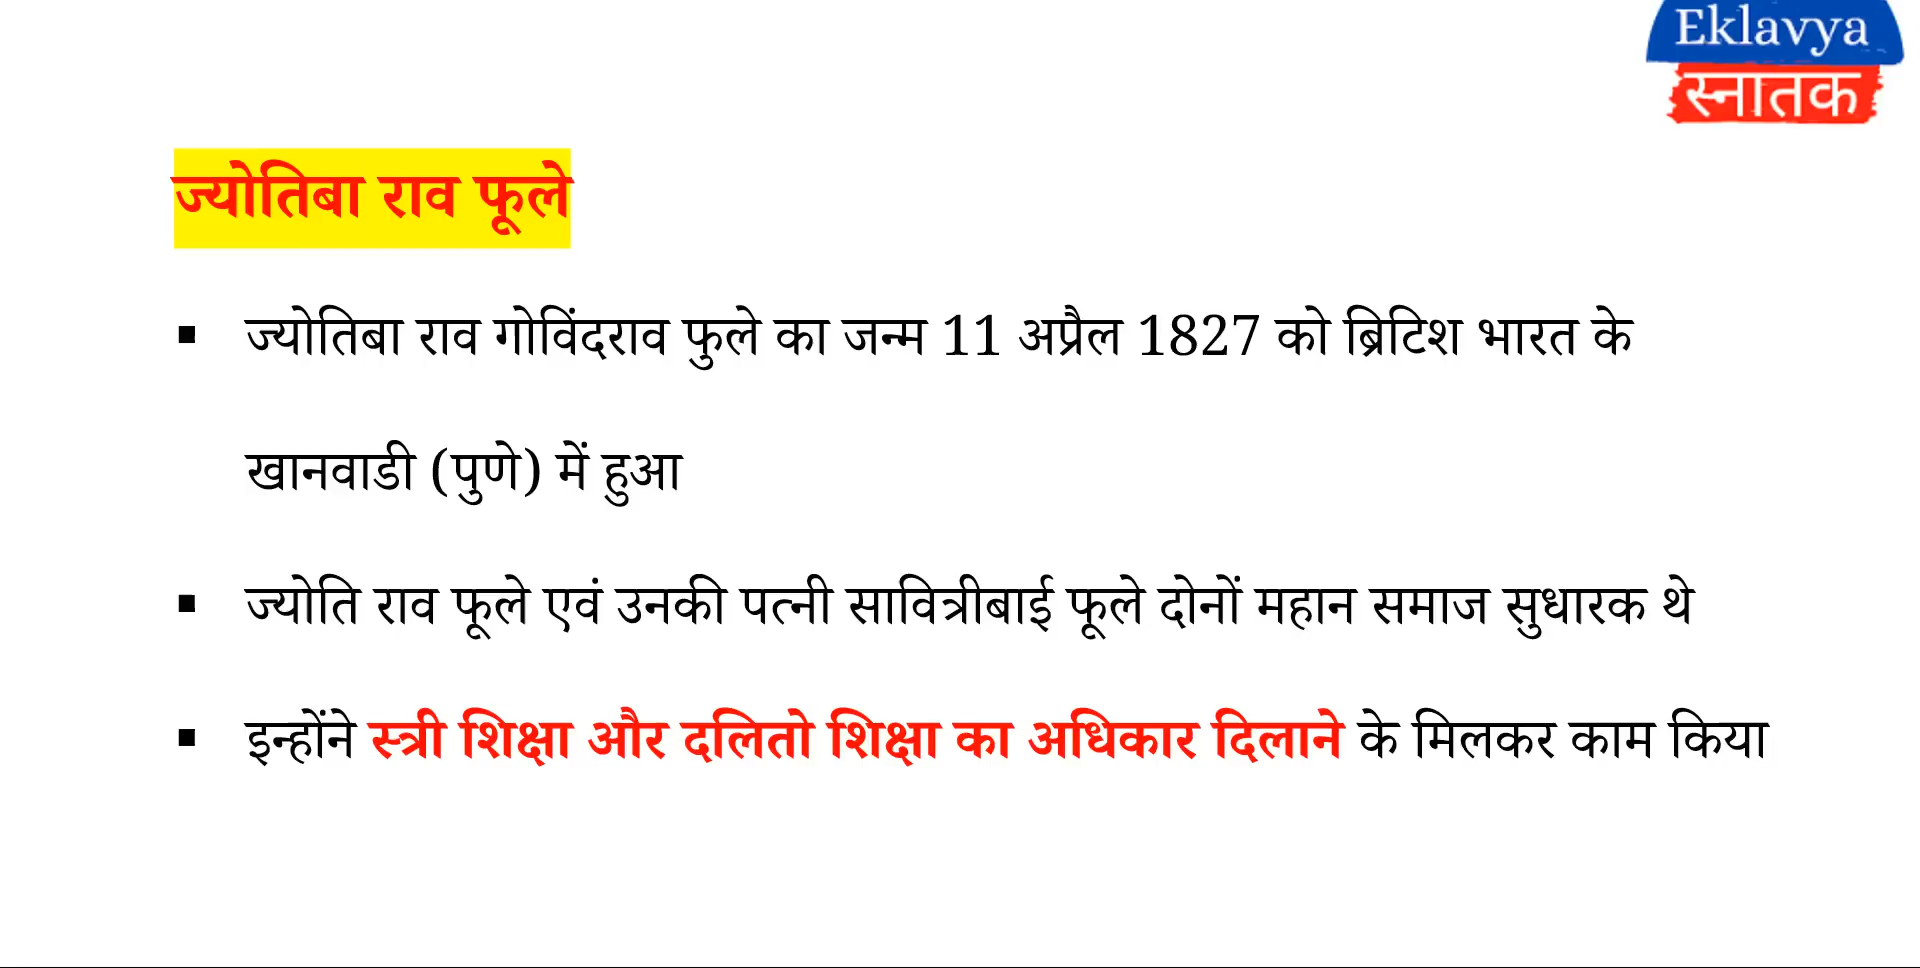 Eklavya
स्नातक
ज्योतिबा राव फूले
▪ ज्योतिबा राव गोविंदराव फुले का जन्म 11 अप्रैल 1827 को ब्रिटिश भारत के
खानवाडी (पुणे) में हुआ
▪ ज्योति राव फूले एवं उनकी पत्नी सावित्रीबाई फूले दोनों महान समाज सुधारक थे
▪ इन्होंने स्त्री शिक्षा और दलितो शिक्षा का अधिकार दिलाने के मिलकर काम किया